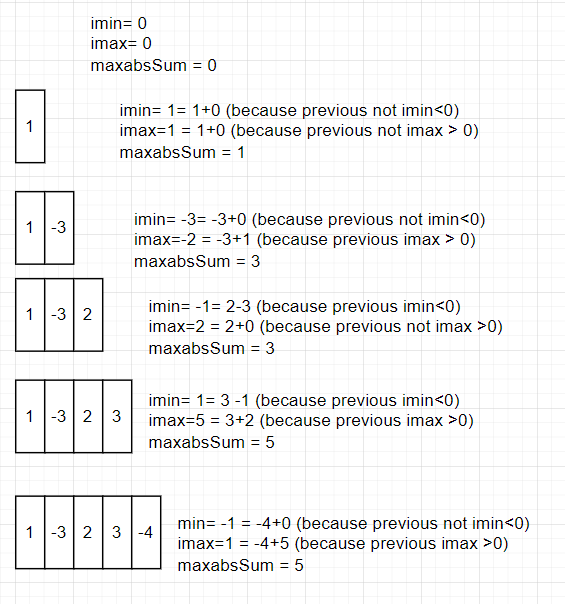 imin= 0
imax= 0
maxabsSum = 0
1
imin= 1= 1+0 (because previous not imin<0)
imax=1 = 1+0 (because previous not imax > 0)
maxabsSum = 1
1 -3
imin= -3= -3+0 (because previous not imin<0)
imax=-2 = -3+1 (because previous imax > 0)
maxabsSum = 3
1 -3 2
imin= -1= 2-3 (because previous imin<0)
imax=2 = 2+0 (because previous not imax >0)
maxabsSum = 3
1 -3 2 3
imin= 1= 3 -1 (because previous imin<0)
imax=5 = 3+2 (because previous imax >0)
maxabsSum = 5
1 -3 2 3 -4
min= -1 = -4+0 (because previous not imin<0)
imax=1 = -4+5 (because previous imax >0)
maxabsSum = 5